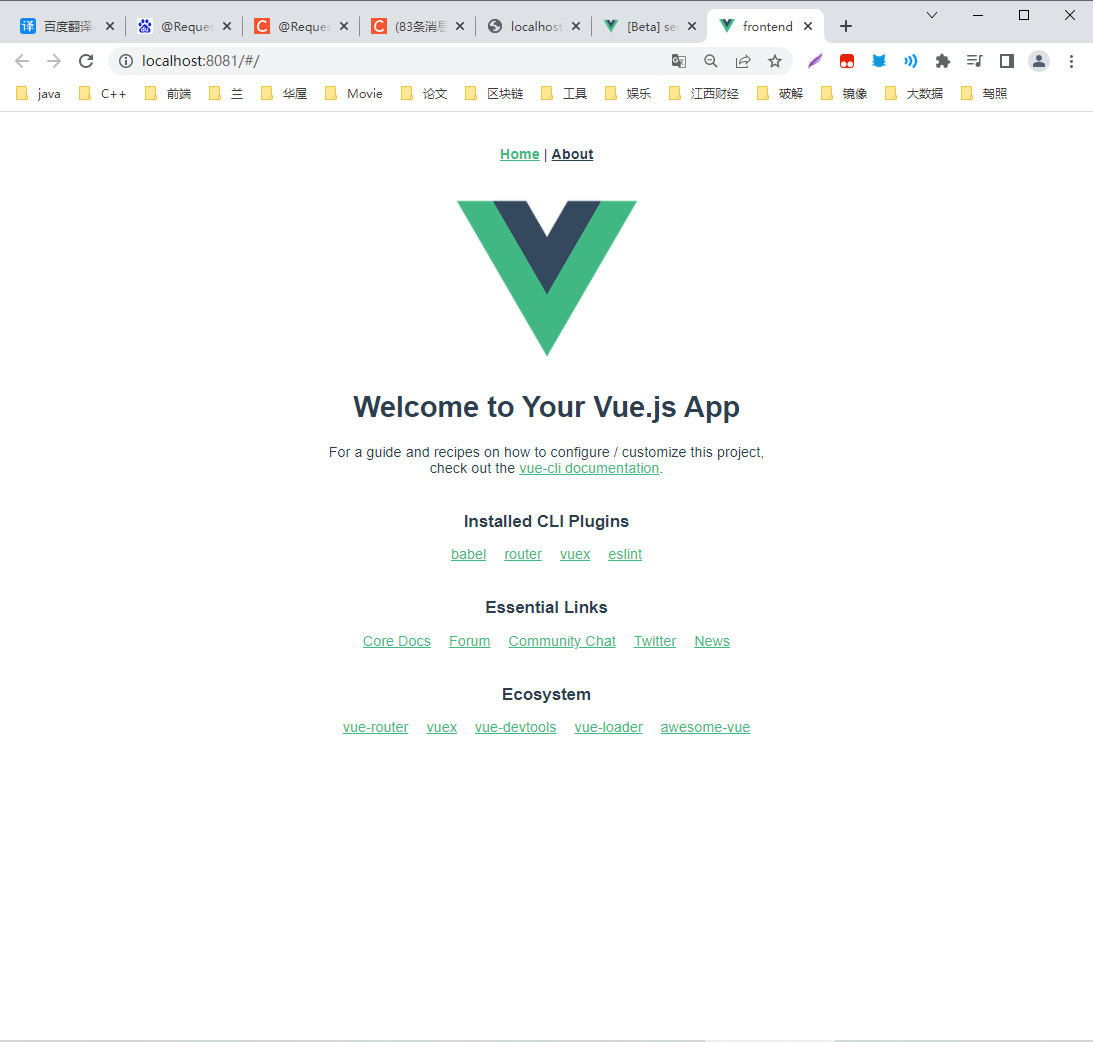 译 百度翻译- @Reques C @Reques C (83条消息 localhost [Beta] se frontend
localhost:8081/#/
java C++ 前端 兰 华屋 Movie 论文 区块链 工具 娱乐 江西财经 破解 镜像 大数据 驾照
Home | About
Welcome to Your Vue.js App
For a guide and recipes on how to configure / customize this project,
check out the vue-cli documentation.
Installed CLI Plugins
babel router vuex eslint
Essential Links
Core Docs Forum Community Chat Twitter News
Ecosystem
vue-router vuex vue-devtools vue-loader awesome-vue